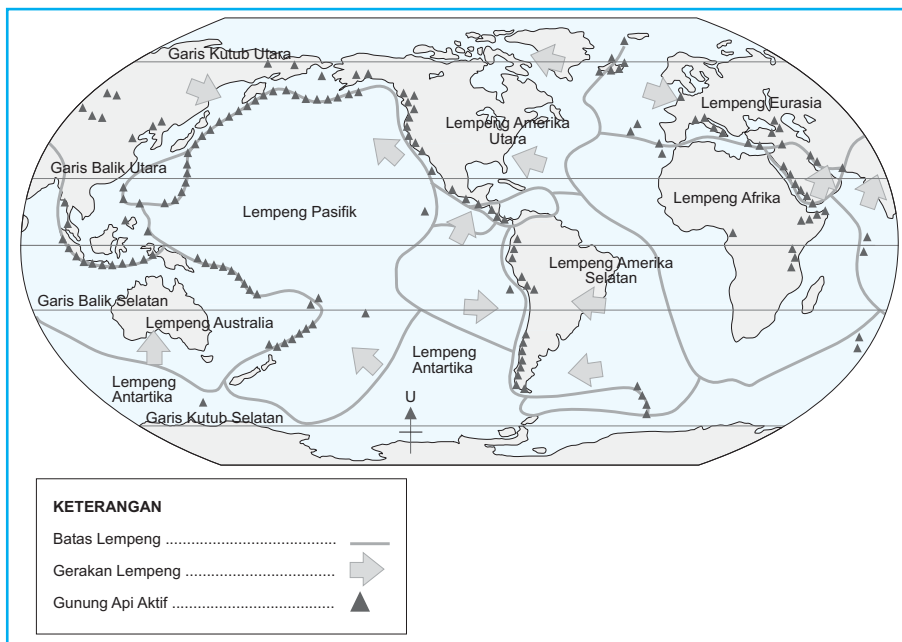 Garis Kutub Utara
Lempeng Eurasia
Lempeng Amerika
Utara
Garis Balik Utara
Lempeng Pasifik
Lempeng Afrika
Lempeng Amerika
Selatan
Garis Balik Selatan
Lempeng Australia
Lempeng
Antartika
Lempeng
Antartika
U
Garis Kutub Selatan
KETERANGAN
Batas Lempeng ......................................
Gerakan Lempeng ..................................
Gunung Api Aktif .....................................